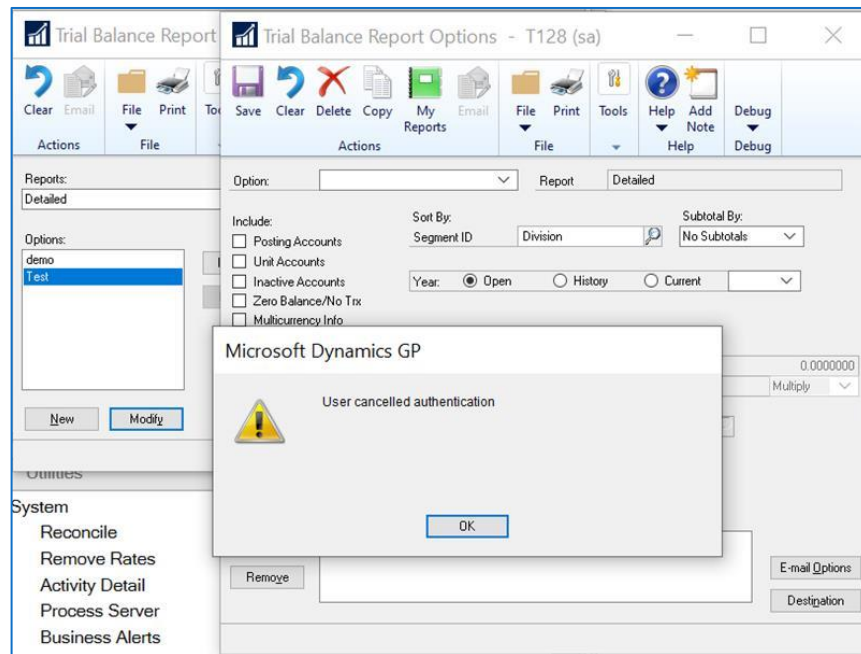 Trial Balance Report
Clear
Email
File
Print
Actions
File
Reports:
Detailed
Options:
demo
Test
New
Modify
Utilities
System
Reconcile
Remove Rates
Activity Detail
Process Server
Business Alerts
Trial Balance Report Options - T128 (sa)
Save
Clear
Delete
Copy
My Reports
Email
File
Print
Tools
Help
Add Note
Debug
Actions
File
Help
Debug
Option:
Report
Detailed
Include:
Posting Accounts
Unit Accounts
Inactive Accounts
Zero Balance/No Trx
Multicurrency Info
Sort By:
Segment ID
Division
Subtotal By:
No Subtotals
Year:
Open
History
Current
0.0000000
Multiply
Microsoft Dynamics GP
User cancelled authentication
OK
Remove
E-mail Options
Destination